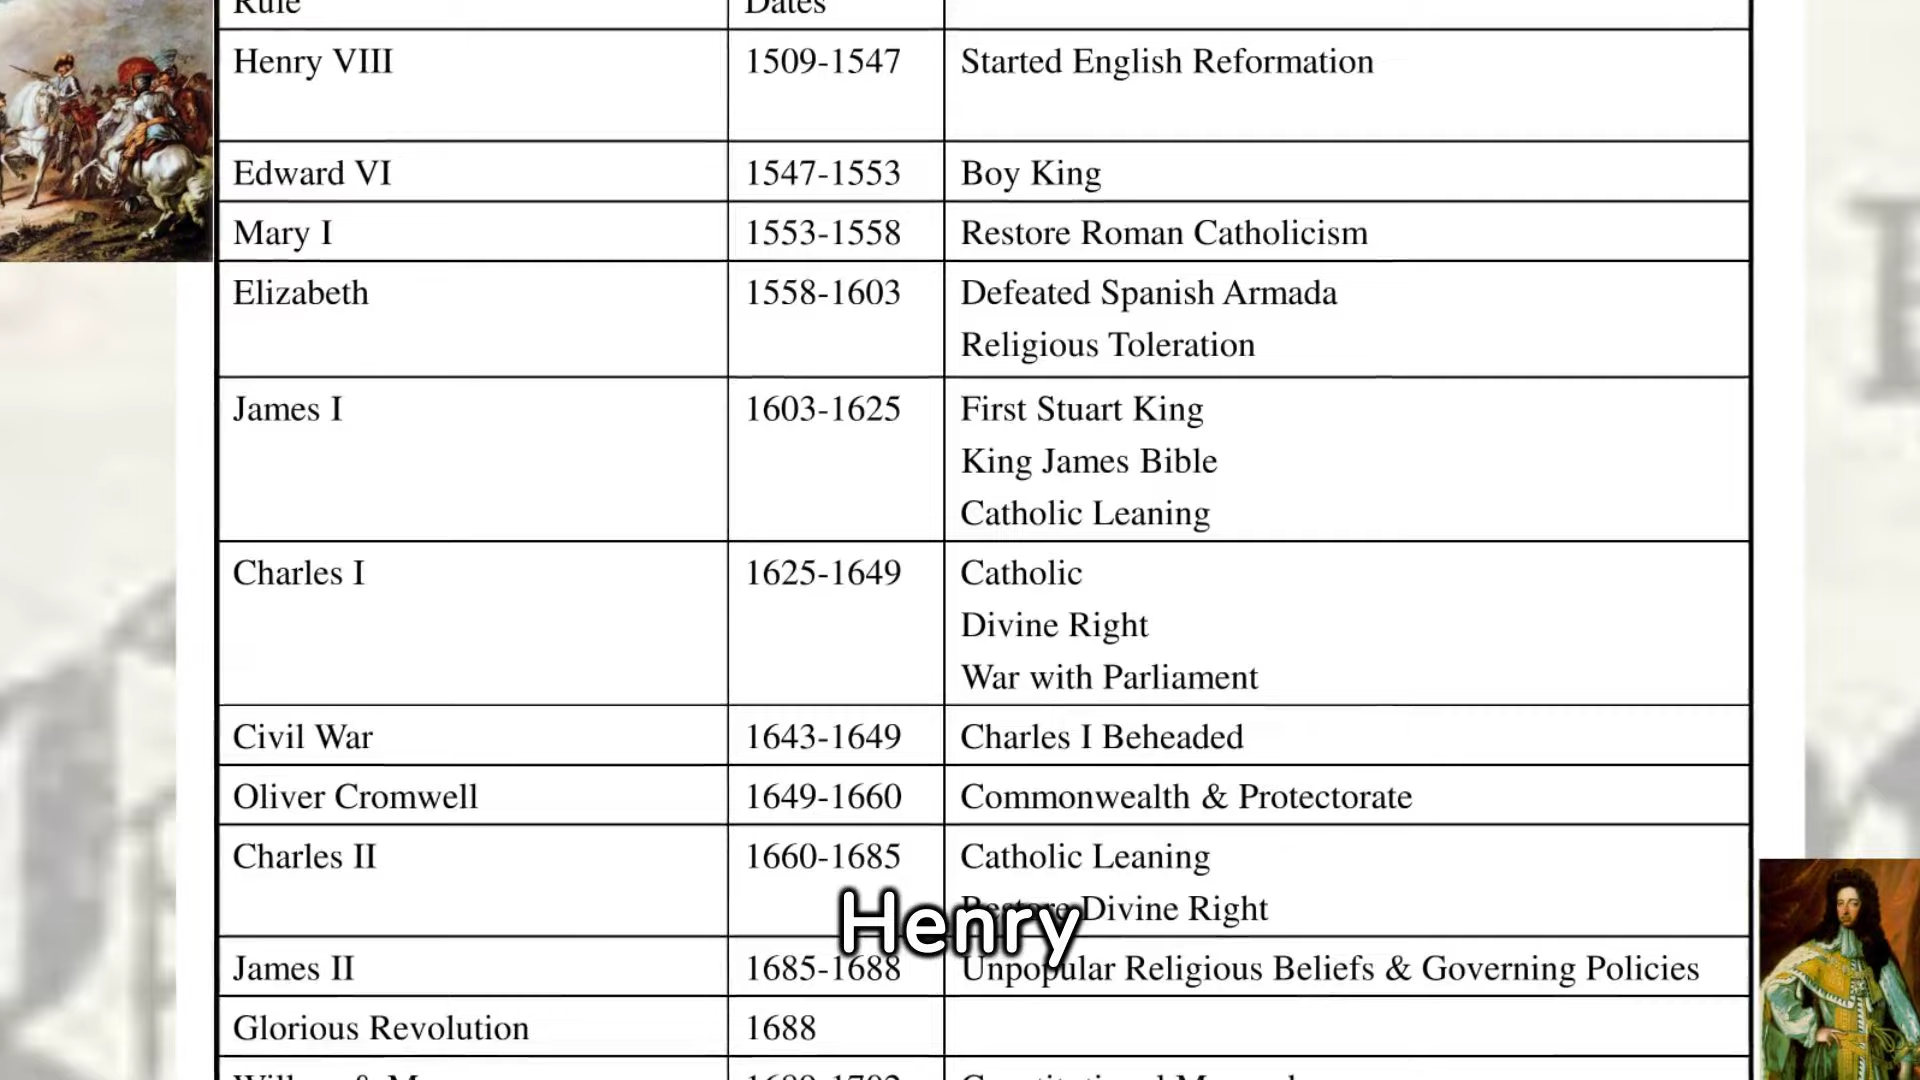 Rule Dates
Henry VIII 1509-1547 Started English Reformation
Edward VI 1547-1553 Boy King
Mary I 1553-1558 Restore Roman Catholicism
Elizabeth 1558-1603 Defeated Spanish Armada
Religious Toleration
James I 1603-1625 First Stuart King
King James Bible
Catholic Leaning
Charles I 1625-1649 Catholic
Divine Right
War with Parliament
Civil War 1643-1649 Charles I Beheaded
Oliver Cromwell 1649-1660 Commonwealth & Protectorate
Charles II 1660-1685 Catholic Leaning
Restore Divine Right
Henry
James II 1685-1688 Unpopular Religious Beliefs & Governing Policies
Glorious Revolution 1688